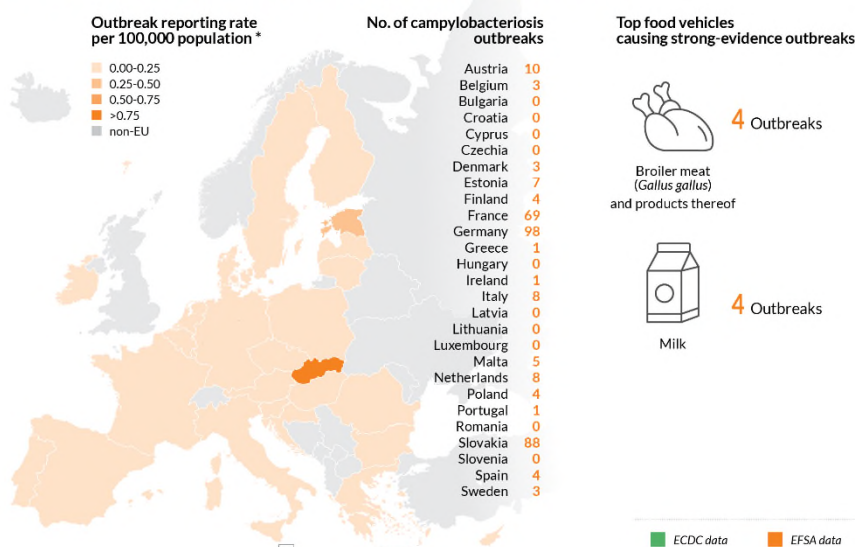 Outbreak reporting rate
per 100,000 population *
0.00-0.25
0.25-0.50
0.50-0.75
>0.75
non-EU
No. of campylobacteriosis
outbreaks
Austria 10
Belgium 3
Bulgaria 0
Croatia 0
Cyprus 0
Czechia 0
Denmark 3
Estonia 7
Finland 4
France 69
Germany 98
Greece 1
Hungary 0
Ireland 1
Italy 8
Latvia 0
Lithuania 0
Luxembourg 0
Malta 5
Netherlands 8
Poland 4
Portugal 1
Romania 0
Slovakia 88
Slovenia 0
Spain 4
Sweden 3
Top food vehicles
causing strong-evidence outbreaks
4 Outbreaks
Broiler meat
(Gallus gallus)
and products thereof
4 Outbreaks
Milk
ECDC data
EFSA data